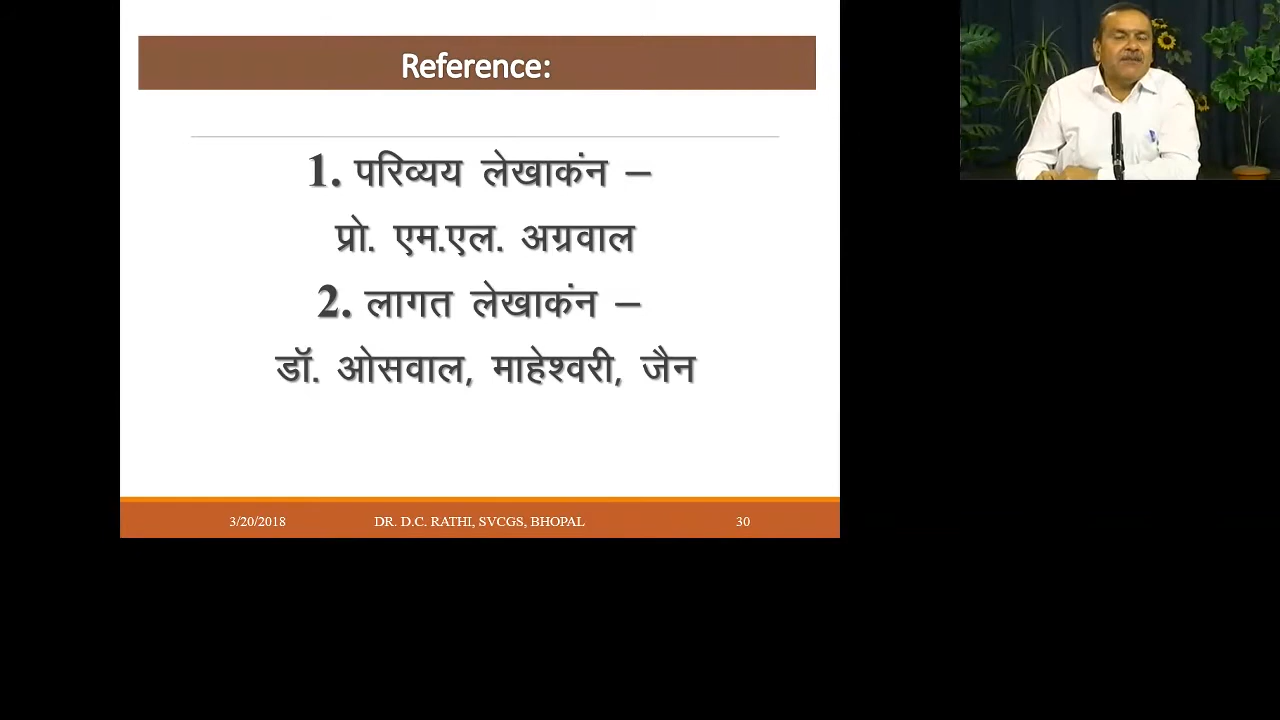 Reference:
1. परिव्यय लेखाकंन –
प्रो. एम.एल. अग्रवाल
2. लागत लेखाकंन –
डॉ. ओसवाल, माहेश्वरी, जैन
3/20/2018 DR. D.C. RATHI, SVCGS, BHOPAL 30